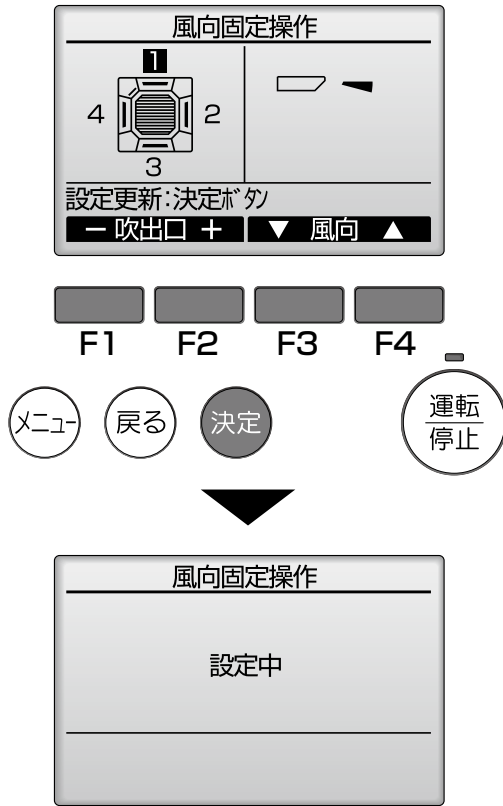 風向固定操作
1
4 2
3
設定更新:決定ボタン
− 吹出口 + ▼ 風向 ▲
F1 F2 F3 F4
メニュー 戻る 決定 運転
停止
風向固定操作
設定中